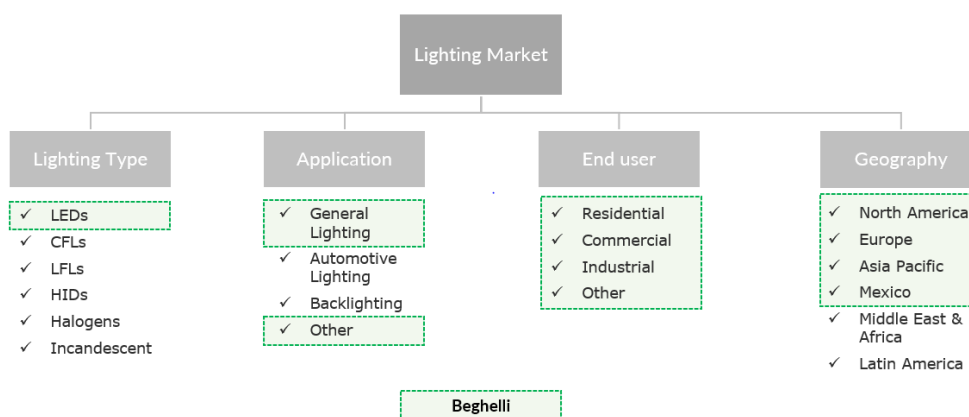 Lighting Market
Lighting Type
Application
End user
Geography
✓ LEDs
✓ CFLs
✓ LFLs
✓ HIDs
✓ Halogens
✓ Incandescent
✓ General
Lighting
✓ Automotive
Lighting
✓ Backlighting
✓ Other
✓ Residential
✓ Commercial
✓ Industrial
✓ Other
✓ North America
✓ Europe
✓ Asia Pacific
✓ Mexico
✓ Middle East &
Africa
✓ Latin America
Beghelli